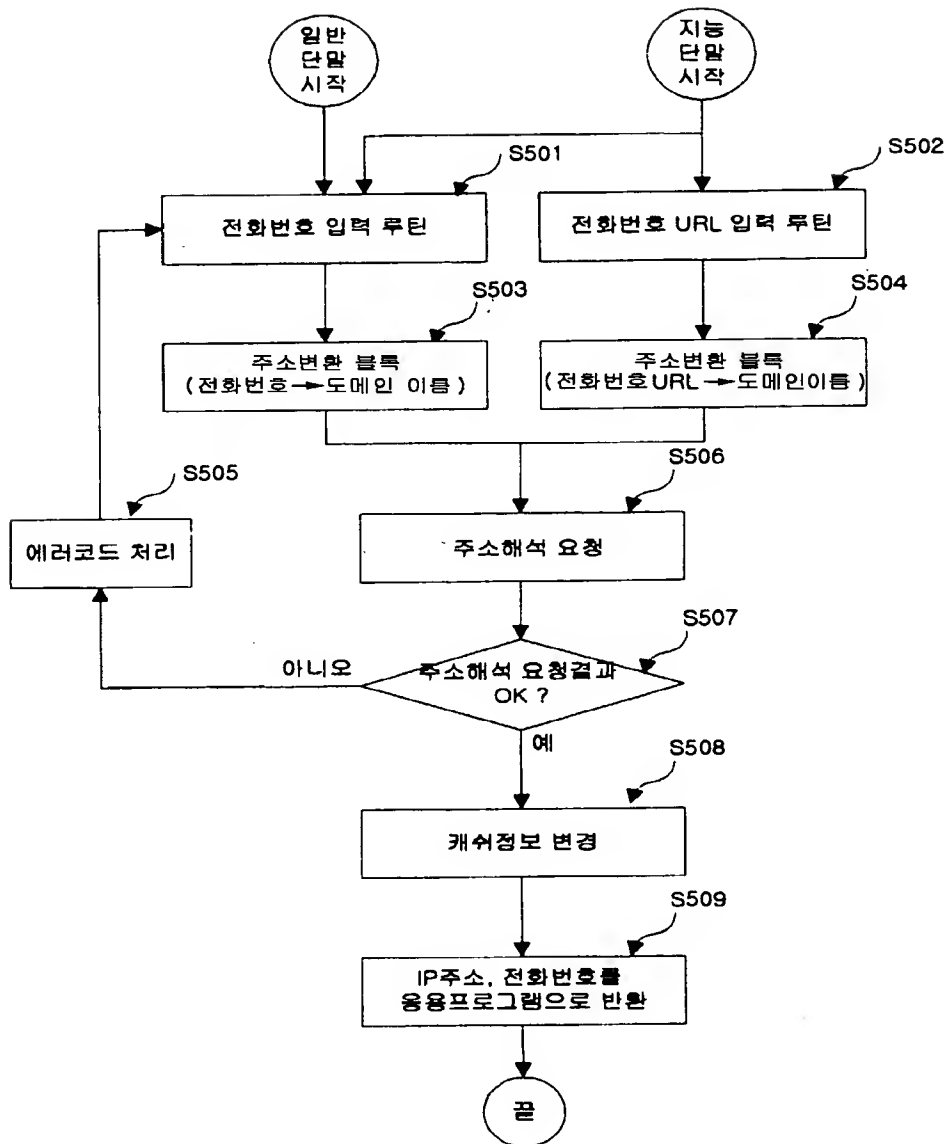 일반
단말
시작
지능
단말
시작
S501
S502
전화번호 입력 루틴
전화번호 URL 입력 루틴
S503
S504
주소변환 블록
(전화번호→도메인 이름)
주소변환 블록
(전화번호URL→도메인이름)
S505
S506
에러코드 처리
주소해석 요청
S507
아니오
주소해석 요청결과
OK ?
예
S508
캐쉬정보 변경
S509
IP주소, 전화번호를
응용프로그램으로 반환
끝